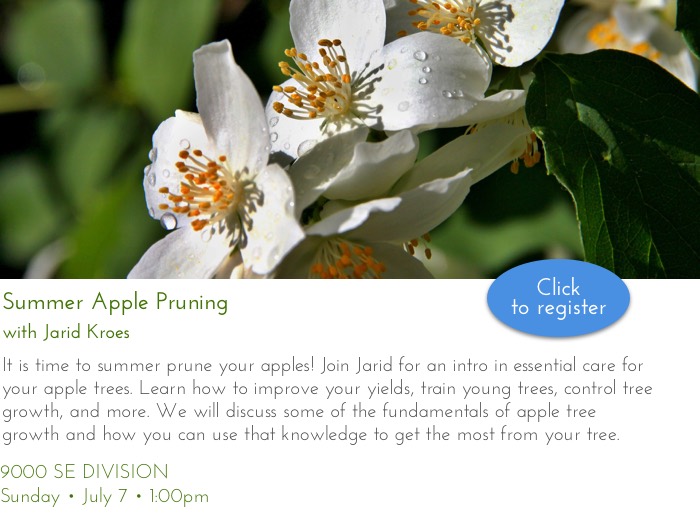 Click
to register
Summer Apple Pruning
with Jarid Kroes
It is time to summer prune your apples! Join Jarid for an intro in essential care for
your apple trees. Learn how to improve your yields, train young trees, control tree
growth, and more. We will discuss some of the fundamentals of apple tree
growth and how you can use that knowledge to get the most from your tree.
9000 SE DIVISION
Sunday • July 7 • 1:00pm